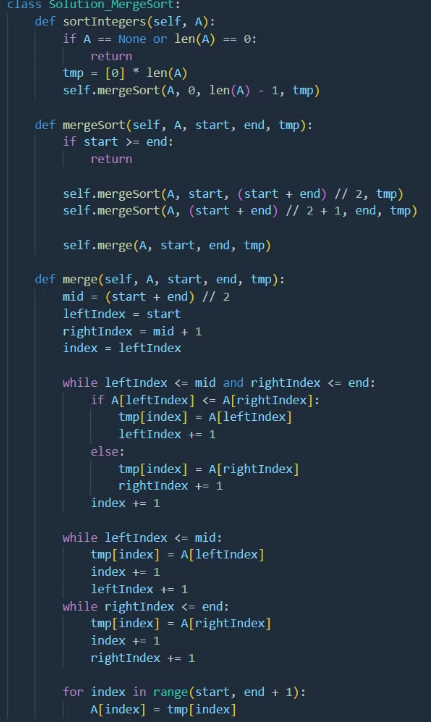 class Solution_MergeSort:
    def sortIntegers(self, A):
        if A == None or len(A) == 0:
            return
        tmp = [0] * len(A)
        self.mergeSort(A, 0, len(A) - 1, tmp)

    def mergeSort(self, A, start, end, tmp):
        if start >= end:
            return

        self.mergeSort(A, start, (start + end) // 2, tmp)
        self.mergeSort(A, (start + end) // 2 + 1, end, tmp)

        self.merge(A, start, end, tmp)

    def merge(self, A, start, end, tmp):
        mid = (start + end) // 2
        leftIndex = start
        rightIndex = mid + 1
        index = leftIndex

        while leftIndex <= mid and rightIndex <= end:
            if A[leftIndex] <= A[rightIndex]:
                tmp[index] = A[leftIndex]
                leftIndex += 1
            else:
                tmp[index] = A[rightIndex]
                rightIndex += 1
            index += 1

        while leftIndex <= mid:
            tmp[index] = A[leftIndex]
            index += 1
            leftIndex += 1
        while rightIndex <= end:
            tmp[index] = A[rightIndex]
            index += 1
            rightIndex += 1

        for index in range(start, end + 1):
            A[index] = tmp[index]